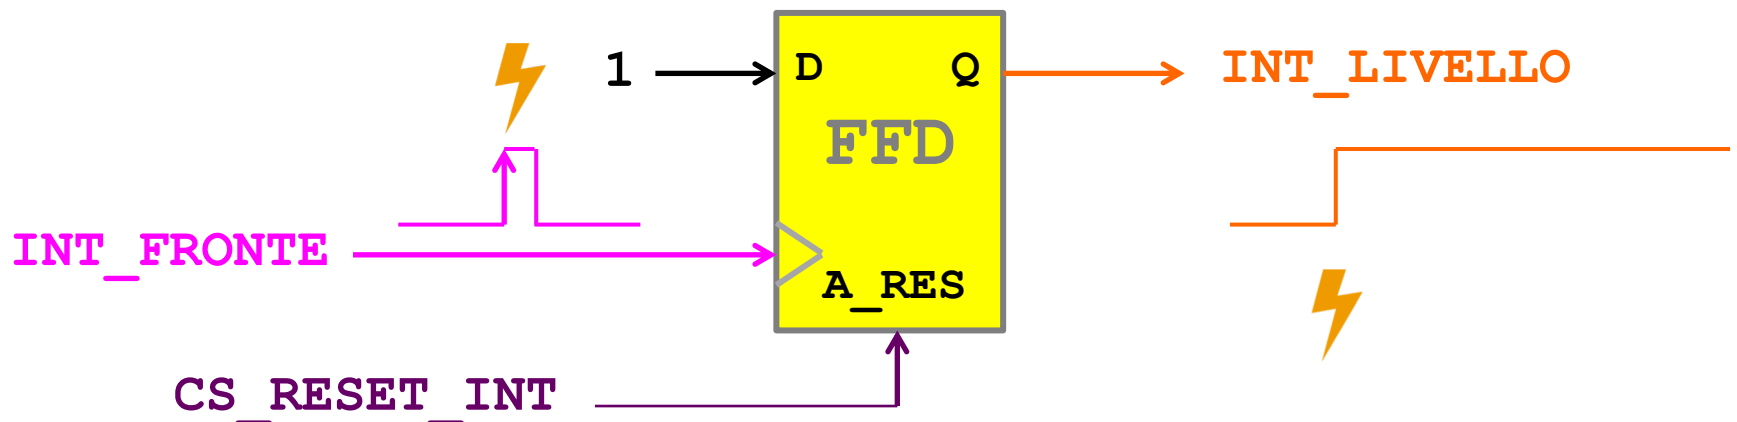 1
D
Q
INT_LIVELLO
FFD
INT_FRONTE
A_RES
CS_RESET_INT